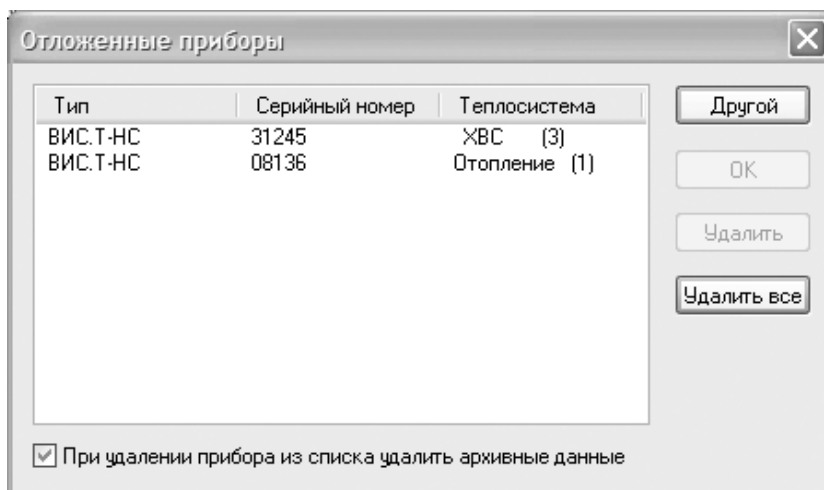 Отложенные приборы
Тип Серийный номер Теплосистема Другой
ВИС.Т-НС 31245 ХВС (3)
ВИС.Т-НС 08136 Отопление (1)
OK
Удалить
Удалить все
При удалении прибора из списка удалить архивные данные